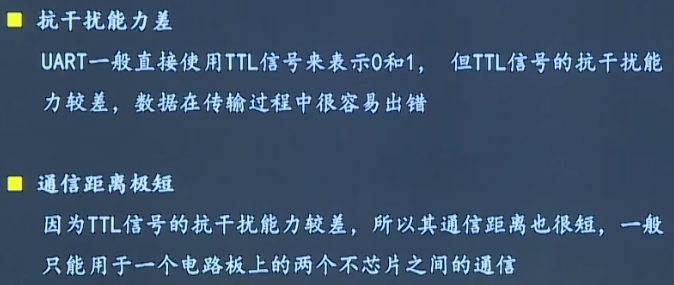 抗干扰能力差
UART一般直接使用TTL信号来表示0和1， 但TTL信号的抗干扰能
力较差，数据在传输过程中很容易出错
通信距离极短
因为TTL信号的抗干扰能力较差，所以其通信距离也很短，一般
只能用于一个电路板上的两个不芯片之间的通信